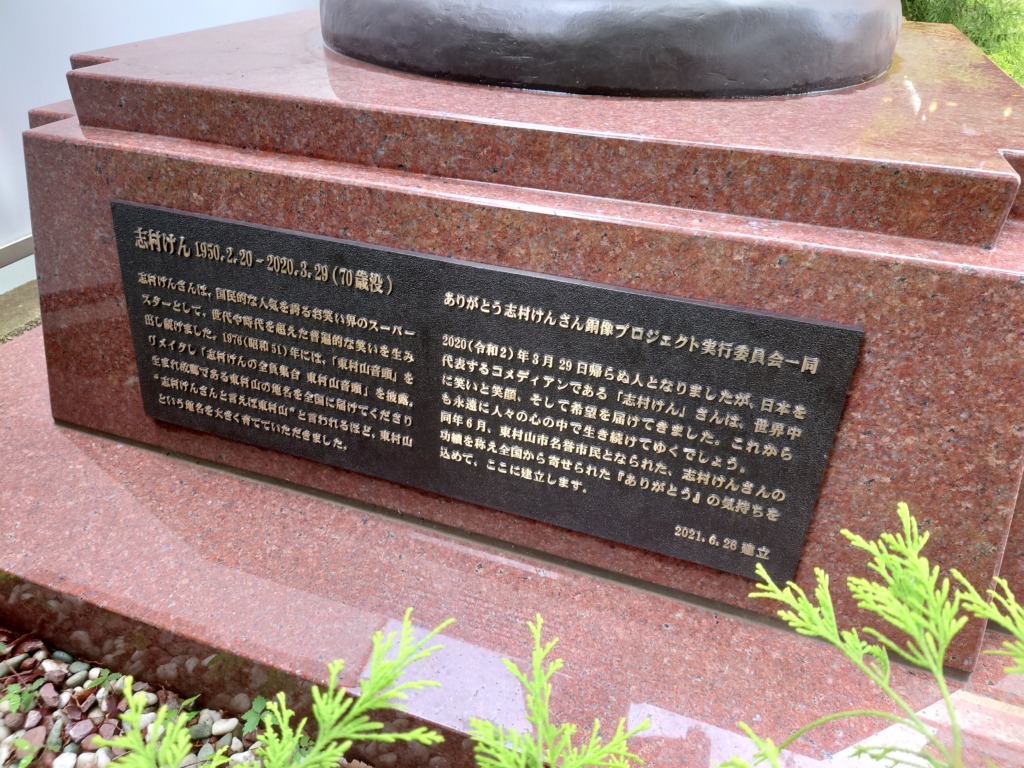 志村けん 1950.2.20-2020.3.29(70歳没)
志村けんさんは、国民的な人気を誇るお笑い界のスーパー
スターとして、世代や時代を超えた普遍的な笑いを生み
出し続けました。1976(昭和51)年には、「東村山音頭」を
リメイクし「志村けんの全員集合 東村山音頭」を披露。
生まれ故郷である東村山の地名を全国に届けてくださり
"志村けんさんと言えば東村山"と言われるほど、東村山
という地名を大きく育てていただきました。
ありがとう志村けんさん銅像プロジェクト実行委員会一同
2020(令和2)年3月29日帰らぬ人となりましたが、日本を
代表するコメディアンである「志村けん」さんは、世界中
に笑いと笑顔、そして希望を届けてきました。これから
も永遠に人々の心の中で生き続けてゆくでしょう。
同年6月、東村山市名誉市民となられた、志村けんさんの
功績を称え全国から寄せられた『ありがとう』の気持ちを
込めて、ここに建立します。
2021.6.26 建立